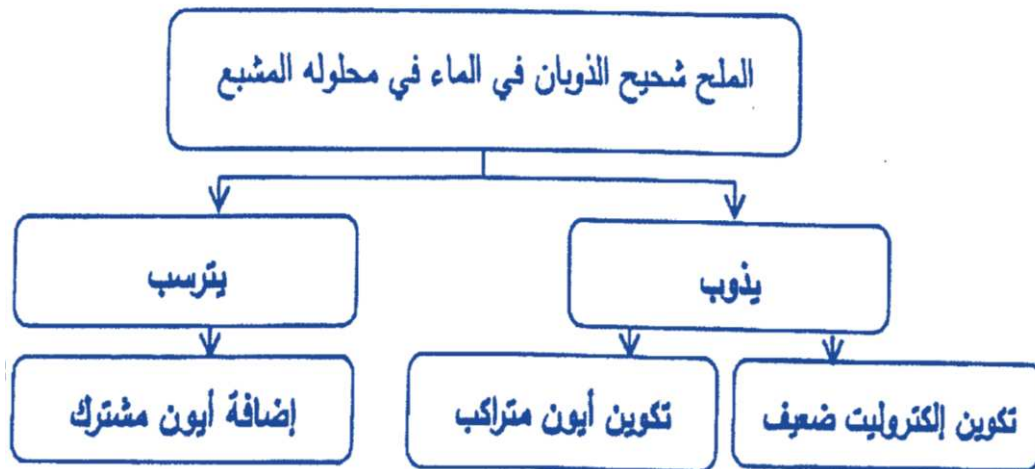 الملح شحيح الذوبان في الماء في محلوله المشبع
يذوب
يترسب
تكوين إلكتروليت ضعيف
تكوين أيون متراكب
إضافة أيون مشترك